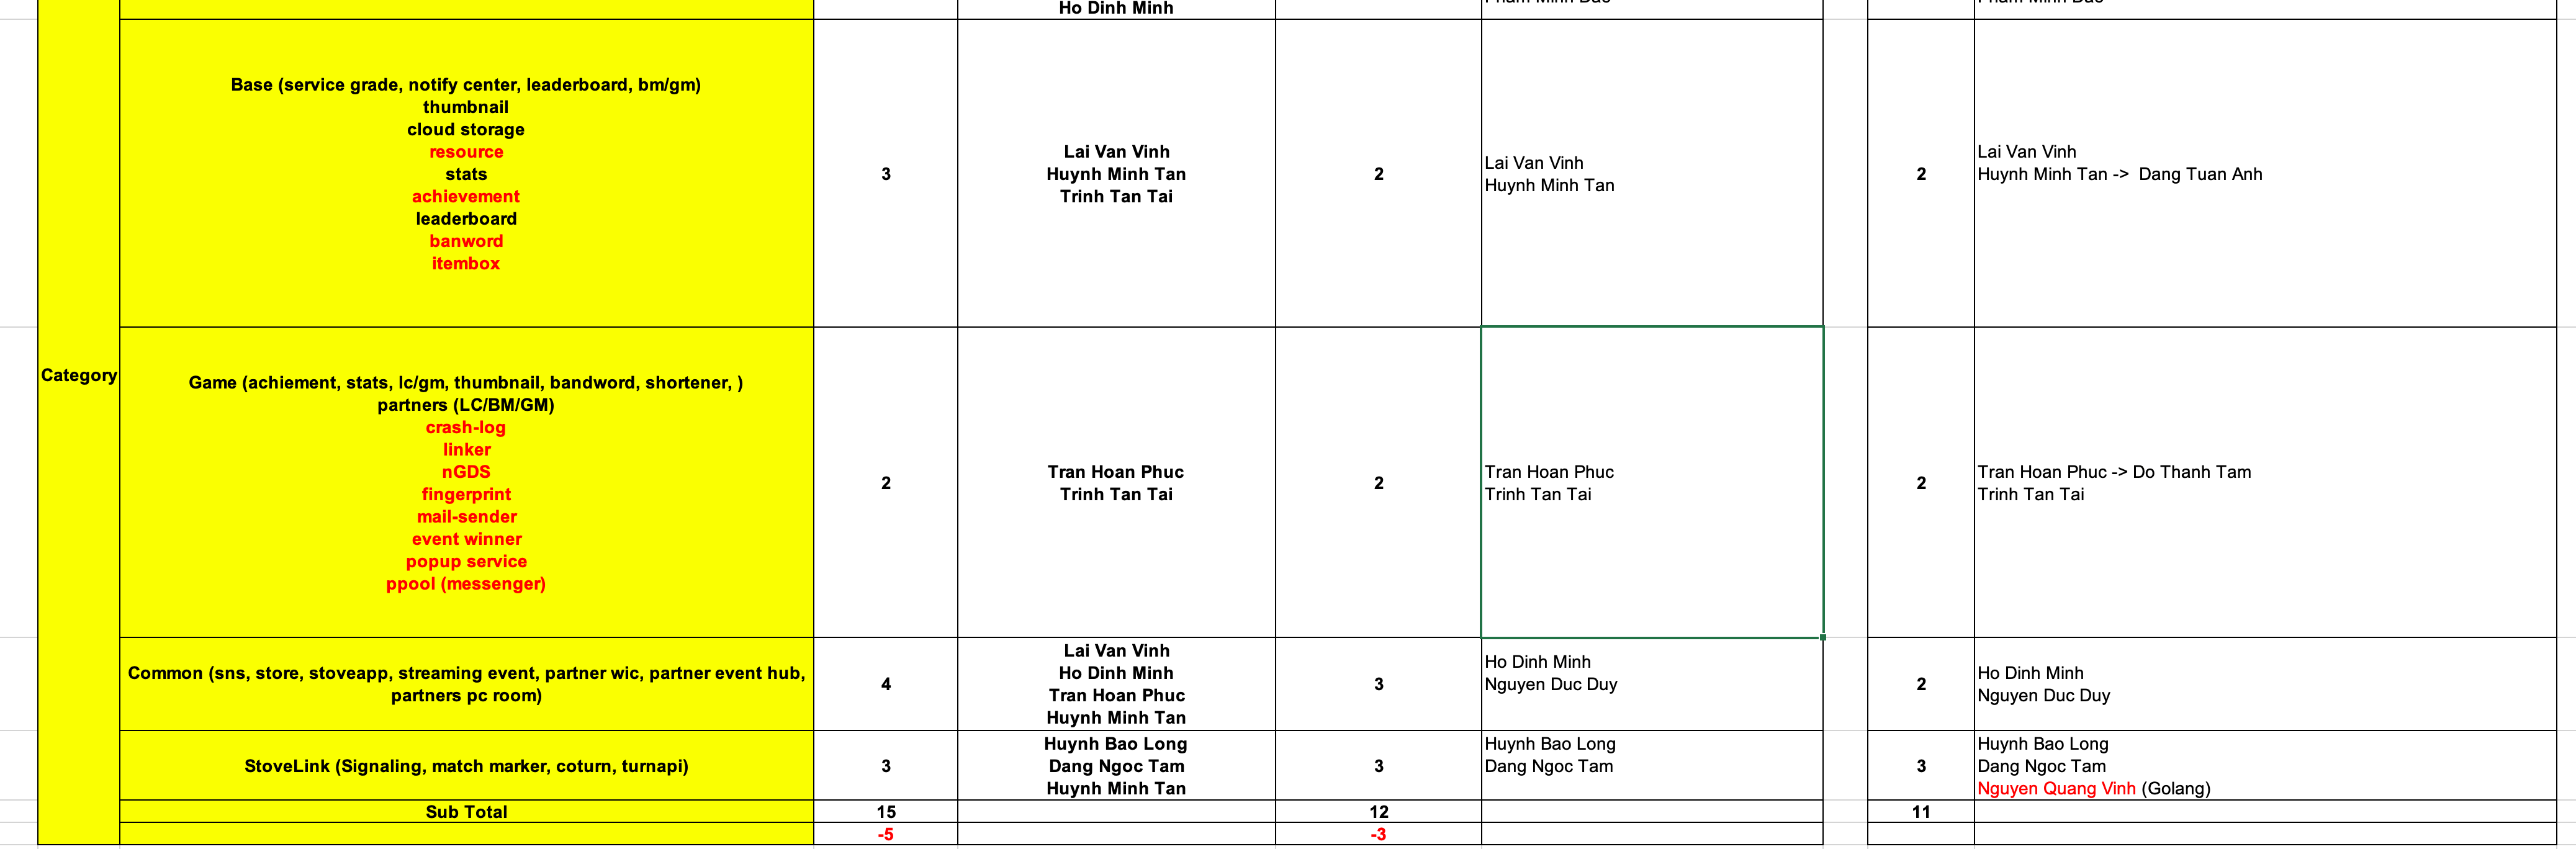 Ho Dinh Minh
Category
Base (service grade, notify center, leaderboard, bm/gm)
thumbnail
cloud storage
resource
stats
achievement
leaderboard
banword
itembox
3
Lai Van Vinh
Huynh Minh Tan
Trinh Tan Tai
2
Lai Van Vinh
Huynh Minh Tan
2
Lai Van Vinh
Huynh Minh Tan -> Dang Tuan Anh
Game (achiement, stats, lc/gm, thumbnail, bandword, shortener, )
partners (LC/BM/GM)
crash-log
linker
nGDS
fingerprint
mail-sender
event winner
popup service
ppool (messenger)
2
Tran Hoan Phuc
Trinh Tan Tai
2
Tran Hoan Phuc
Trinh Tan Tai
2
Tran Hoan Phuc -> Do Thanh Tam
Trinh Tan Tai
Common (sns, store, stoveapp, streaming event, partner wic, partner event hub,
partners pc room)
4
Lai Van Vinh
Ho Dinh Minh
Tran Hoan Phuc
Huynh Minh Tan
3
Ho Dinh Minh
Nguyen Duc Duy
2
Ho Dinh Minh
Nguyen Duc Duy
StoveLink (Signaling, match marker, coturn, turnapi)
3
Huynh Bao Long
Dang Ngoc Tam
Huynh Minh Tan
3
Huynh Bao Long
Dang Ngoc Tam
3
Huynh Bao Long
Dang Ngoc Tam
Nguyen Quang Vinh (Golang)
Sub Total
15
12
11
-5
-3